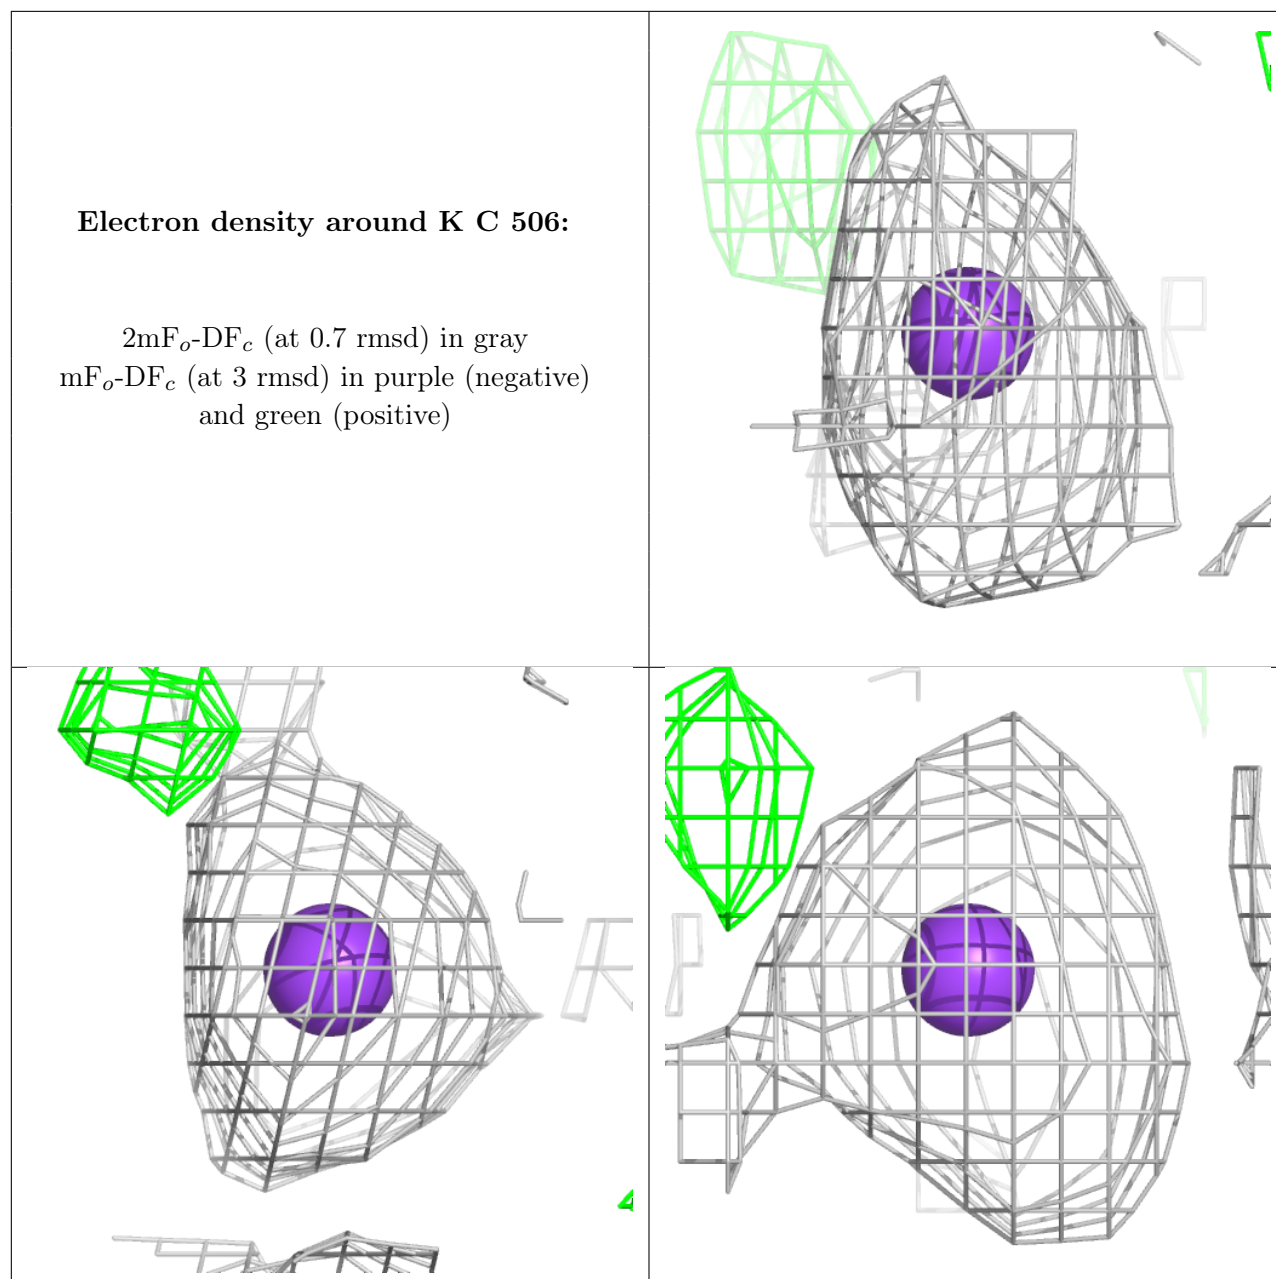 Electron density around K C 506:
2mFo-DFc (at 0.7 rmsd) in gray
mFo-DFc (at 3 rmsd) in purple (negative)
and green (positive)